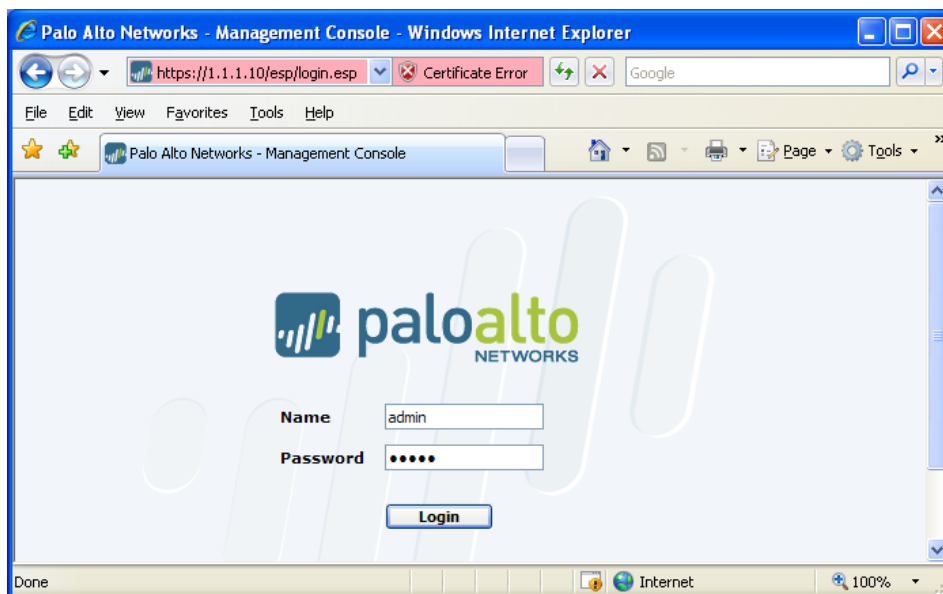 Palo Alto Networks - Management Console - Windows Internet Explorer
https://1.1.1.10/esp/login.esp Certificate Error Google
File Edit View Favorites Tools Help
Palo Alto Networks - Management Console Page Tools »
paloalto
NETWORKS
Name admin
Password •••••
Login
Done Internet 100%